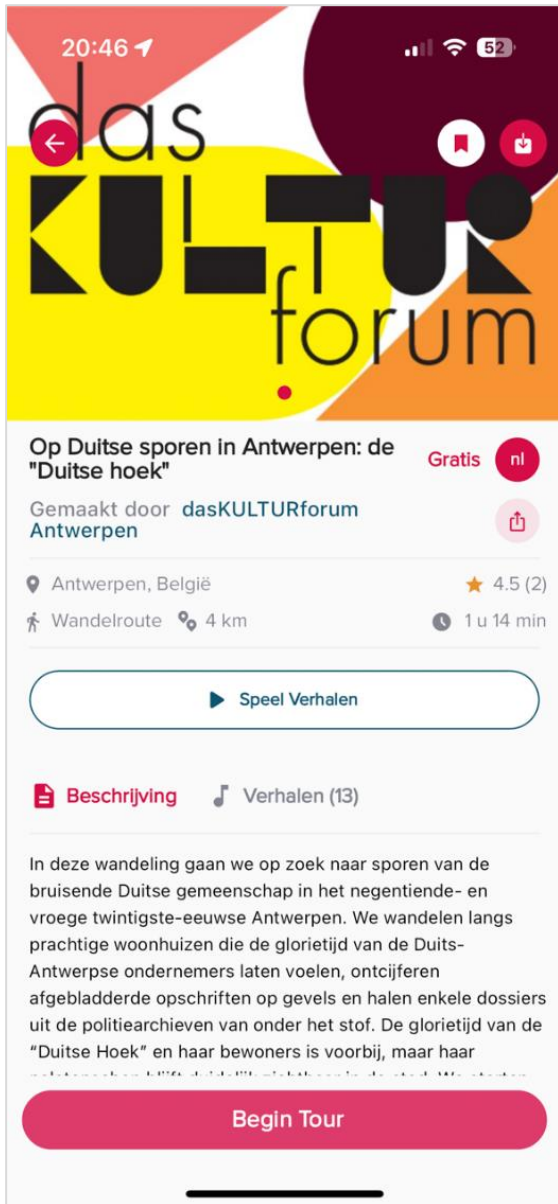 20:46
52
das
KULTUR
forum
Op Duitse sporen in Antwerpen: de
"Duitse hoek"
Gratis
nl
Gemaakt door dasKULTURforum
Antwerpen
Antwerpen, België
4.5 (2)
Wandelroute
4 km
1 u 14 min
Speel Verhalen
Beschrijving
Verhalen (13)
In deze wandeling gaan we op zoek naar sporen van de
bruisende Duitse gemeenschap in het negentiende- en
vroege twintigste-eeuwse Antwerpen. We wandelen langs
prachtige woonhuizen die de glorietijd van de Duits-
Antwerpse ondernemers laten voelen, ontcijferen
afgebladderde opschriften op gevels en halen enkele dossiers
uit de politiearchieven van onder het stof. De glorietijd van de
“Duitse Hoek” en haar bewoners is voorbij, maar haar
Begin Tour